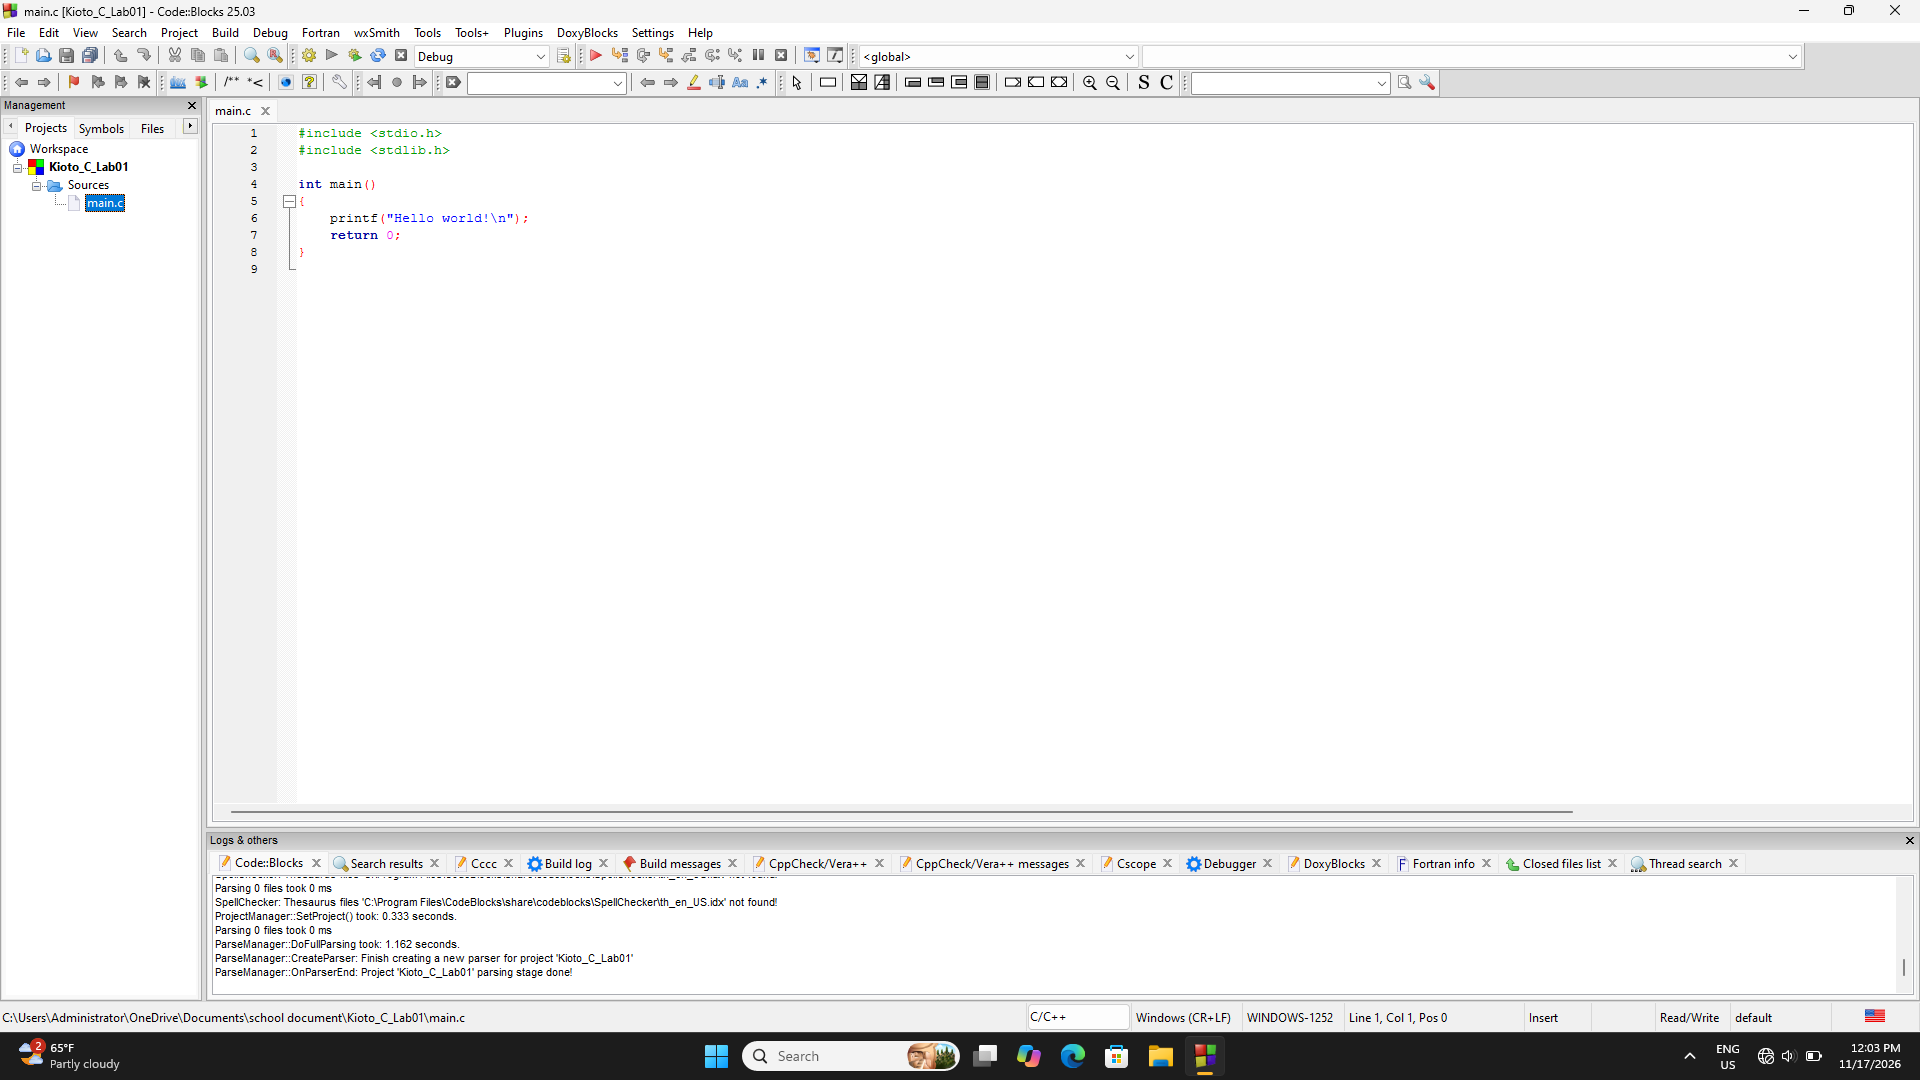 main.c [Kioto_C_Lab01] - Code::Blocks 25.03
File Edit View Search Project Build Debug Fortran wxSmith Tools Tools+ Plugins DoxyBlocks Settings Help
Debug
<global>
/** *<
Aa .*
S C
Management
main.c
Projects Symbols Files
Workspace
Kioto_C_Lab01
Sources
main.c
1 #include <stdio.h>
2 #include <stdlib.h>
3
4 int main()
5 {
6 printf("Hello world!\n");
7 return 0;
8 }
9
Logs & others
Code::Blocks Search results Cccc Build log Build messages CppCheck/Vera++ CppCheck/Vera++ messages Cscope Debugger DoxyBlocks Fortran info Closed files list Thread search
Parsing 0 files took 0 ms
SpellChecker: Thesaurus files 'C:\Program Files\CodeBlocks\share\codeblocks\SpellChecker\th_en_US.idx' not found!
ProjectManager::SetProject() took: 0.333 seconds.
Parsing 0 files took 0 ms
ParseManager::DoFullParsing took: 1.162 seconds.
ParseManager::CreateParser: Finish creating a new parser for project 'Kioto_C_Lab01'
ParseManager::OnParserEnd: Project 'Kioto_C_Lab01' parsing stage done!
C:\Users\Administrator\OneDrive\Documents\school document\Kioto_C_Lab01\main.c C/C++ Windows (CR+LF) WINDOWS-1252 Line 1, Col 1, Pos 0 Insert Read/Write default
2
65°F
Partly cloudy
Search
ENG
US
12:03 PM
11/17/2026